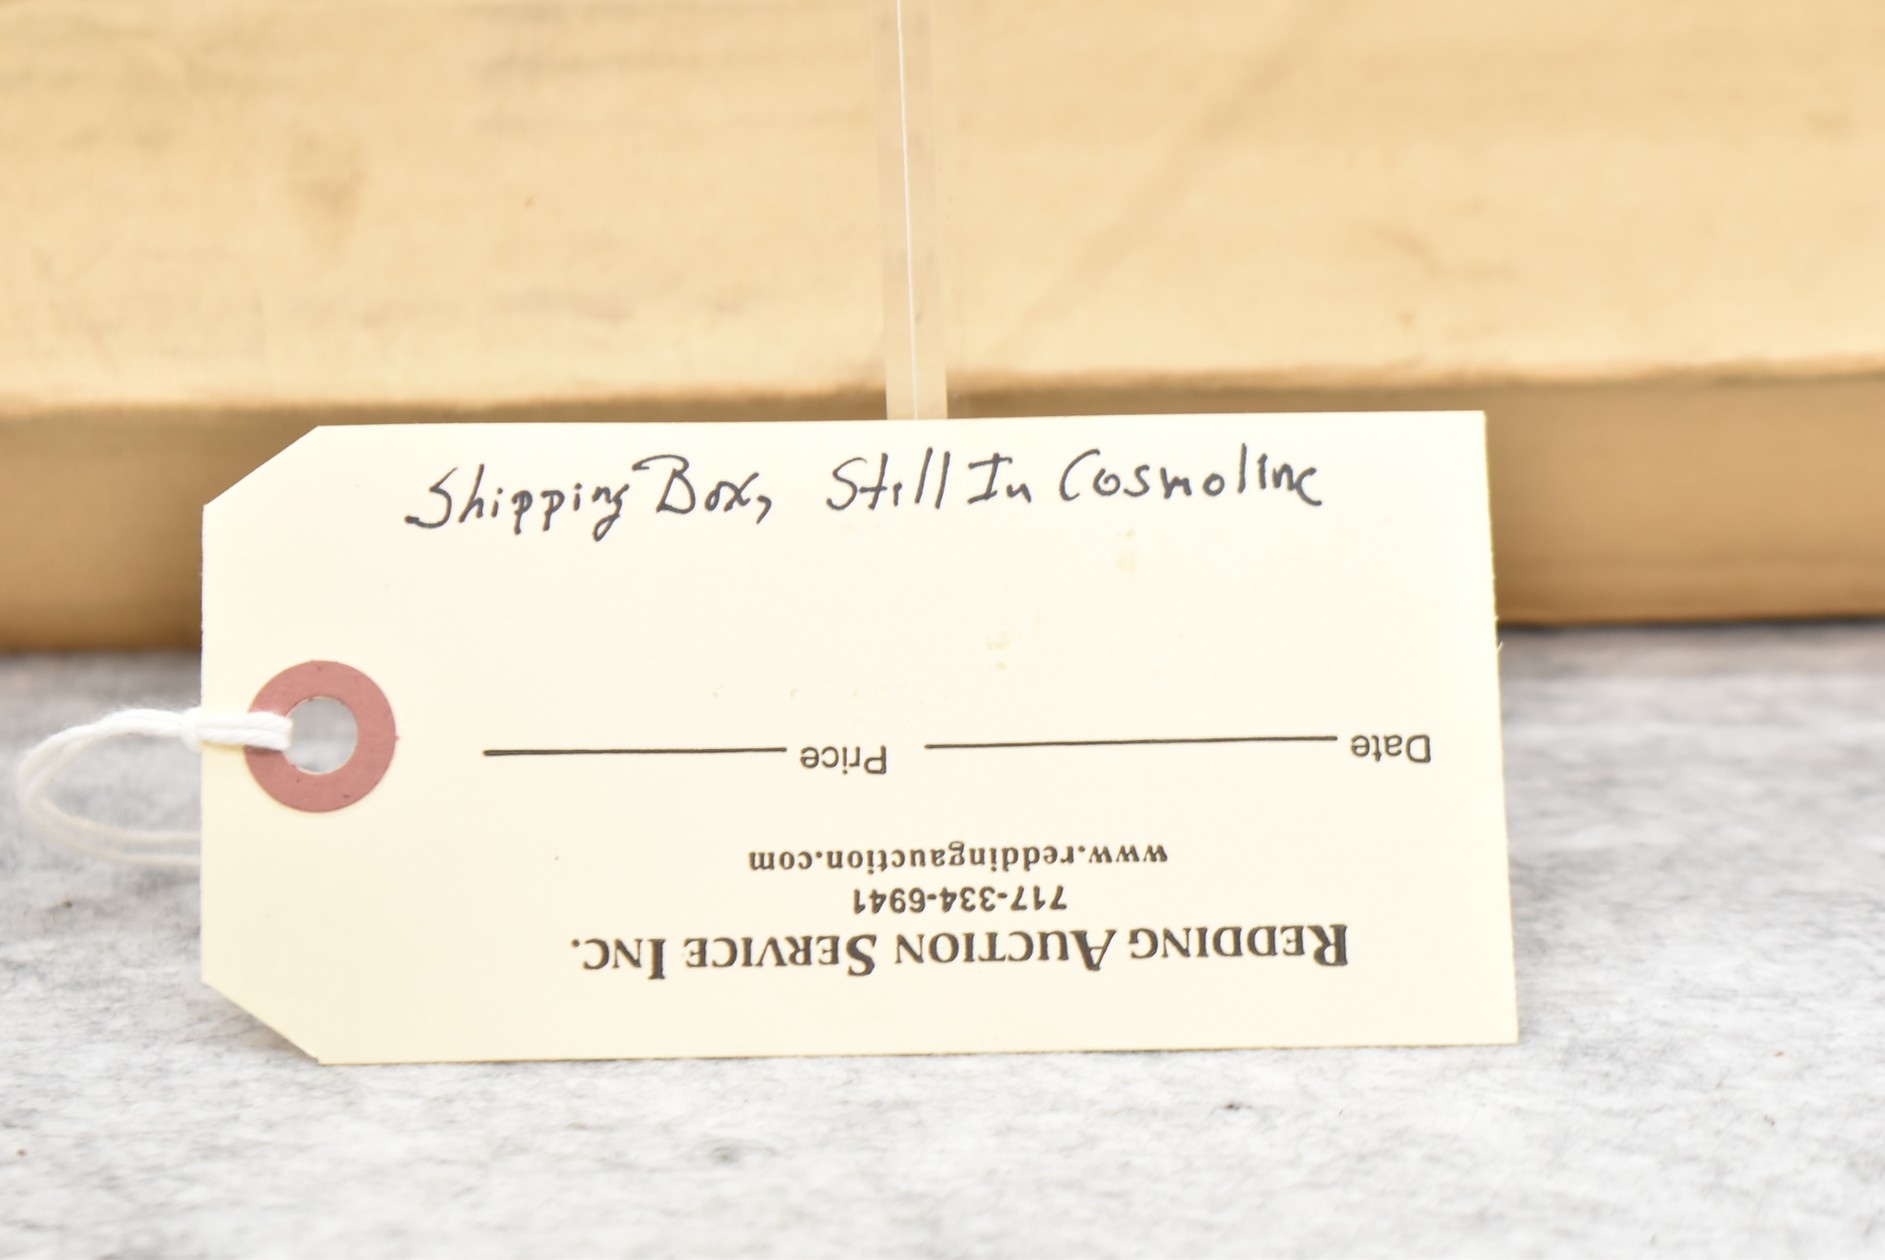 Shipping Box, Still In Cosmoline
Date Price
www.reddingauction.com
717-334-6941
REDDING AUCTION SERVICE INC.